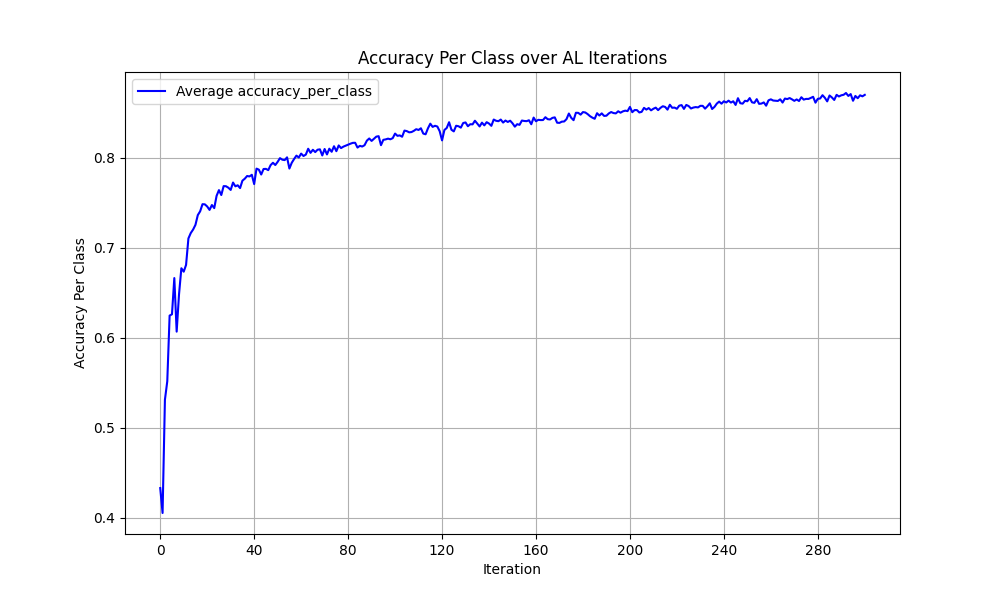 Accuracy Per Class over AL Iterations
Average accuracy_per_class
Accuracy Per Class
0.8
0.7
0.6
0.5
0.4
0 40 80 120 160 200 240 280
Iteration